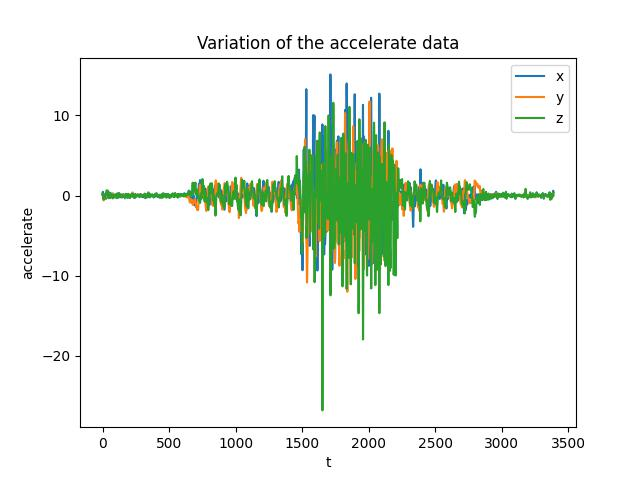 Variation of the accelerate data
x
y
z
10
0
−10
−20
accelerate
0 500 1000 1500 2000 2500 3000 3500
t